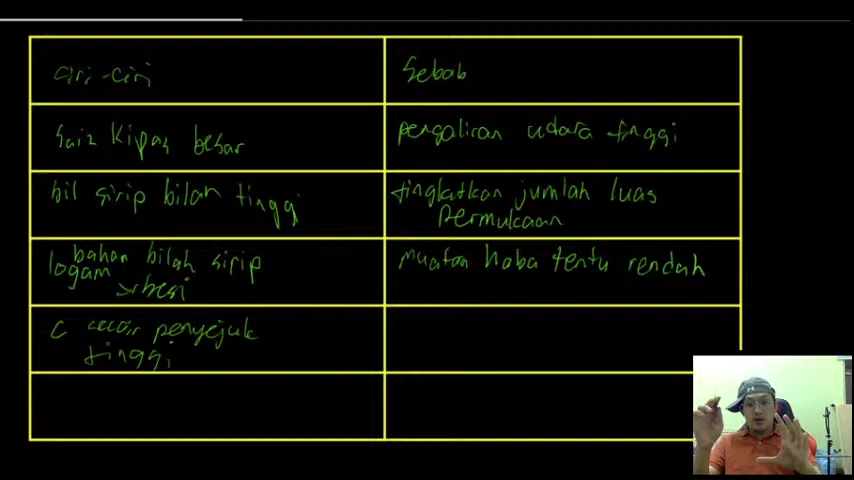 ciri-ciri
Sebab
Saiz kipas besar
pengaliran udara tinggi
bil sirip bilah tinggi
tingkatkan jumlah luas
permukaan
bahan bilah sirip
logam
besi
muatan haba tentu rendah
C cecair penyejuk
tinggi